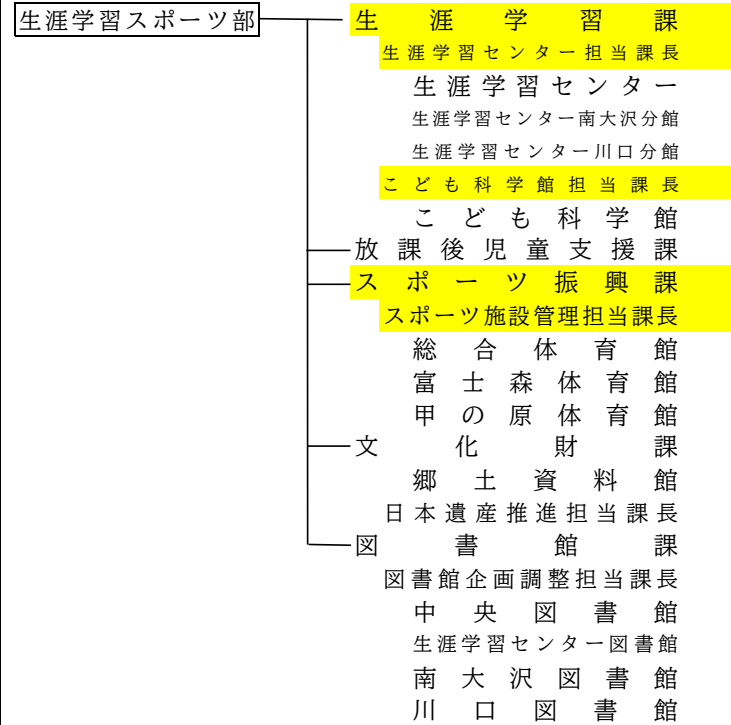 生涯学習スポーツ部
生涯学習課
生涯学習センター担当課長
生涯学習センター
生涯学習センター南大沢分館
生涯学習センター川口分館
こども科学館担当課長
こども科学館
放課後児童支援課
スポーツ振興課
スポーツ施設管理担当課長
総合体育館
富士森体育館
甲の原体育館
文化財課
郷土資料館
日本遺産推進担当課長
図書館課
図書館企画調整担当課長
中央図書館
生涯学習センター図書館
南大沢図書館
川口図書館